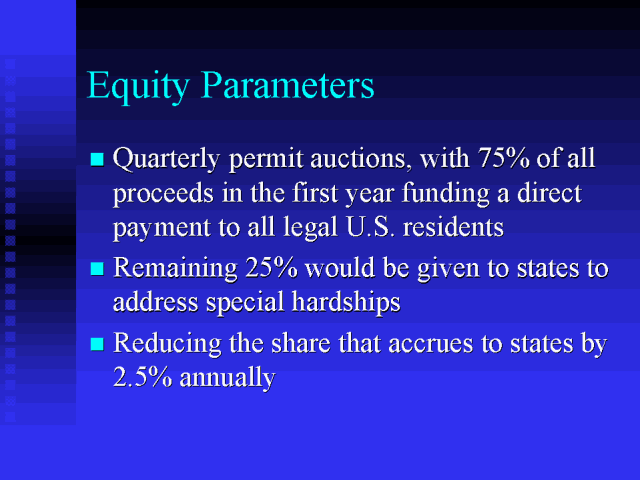 Equity Parameters
Quarterly permit auctions, with 75% of all
proceeds in the first year funding a direct
payment to all legal U.S. residents
Remaining 25% would be given to states to
address special hardships
Reducing the share that accrues to states by
2.5% annually